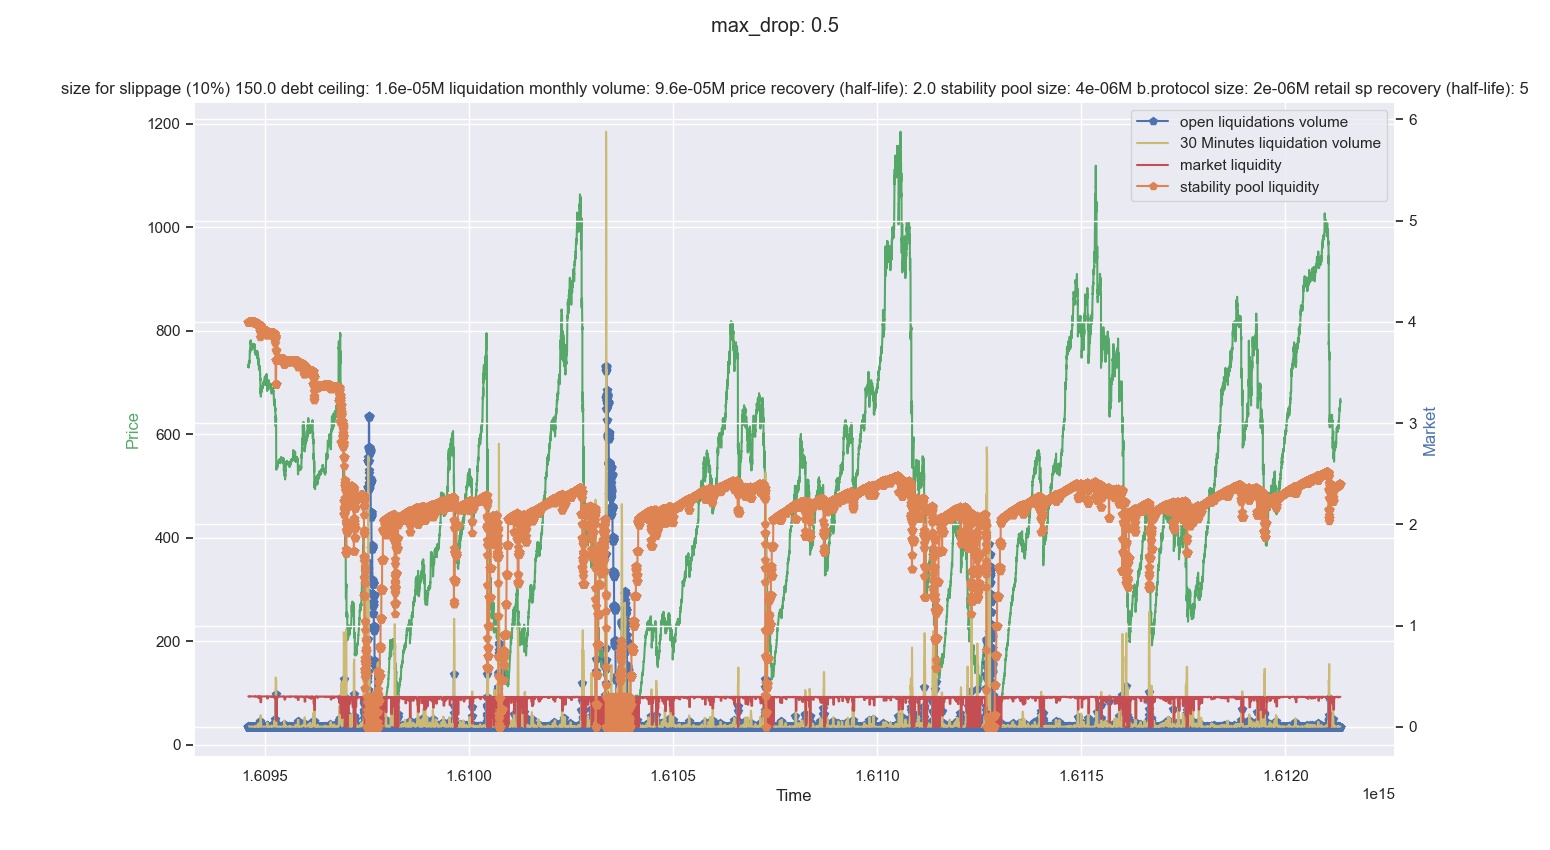 max_drop: 0.5
size for slippage (10%) 150.0 debt ceiling: 1.6e-05M liquidation monthly volume: 9.6e-05M price recovery (half-life): 2.0 stability pool size: 4e-06M b.protocol size: 2e-06M retail sp recovery (half-life): 5
open liquidations volume
30 Minutes liquidation volume
market liquidity
stability pool liquidity
1200
1000
800
600
400
200
0
Price
6
5
4
3
2
1
0
Market
1.6095 1.6100 1.6105 1.6110 1.6115 1.6120
1e15
Time